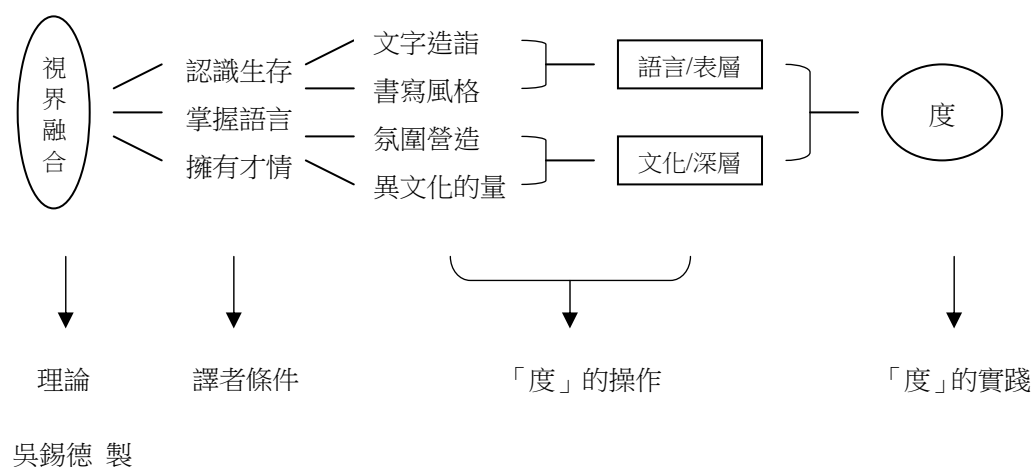 視界融合
認識生存
掌握語言
擁有才情
文字造詣
書寫風格
氛圍營造
異文化的量
語言/表層
文化/深層
度
理論
譯者條件
「度」的操作
「度」的實踐
吳錫德 製